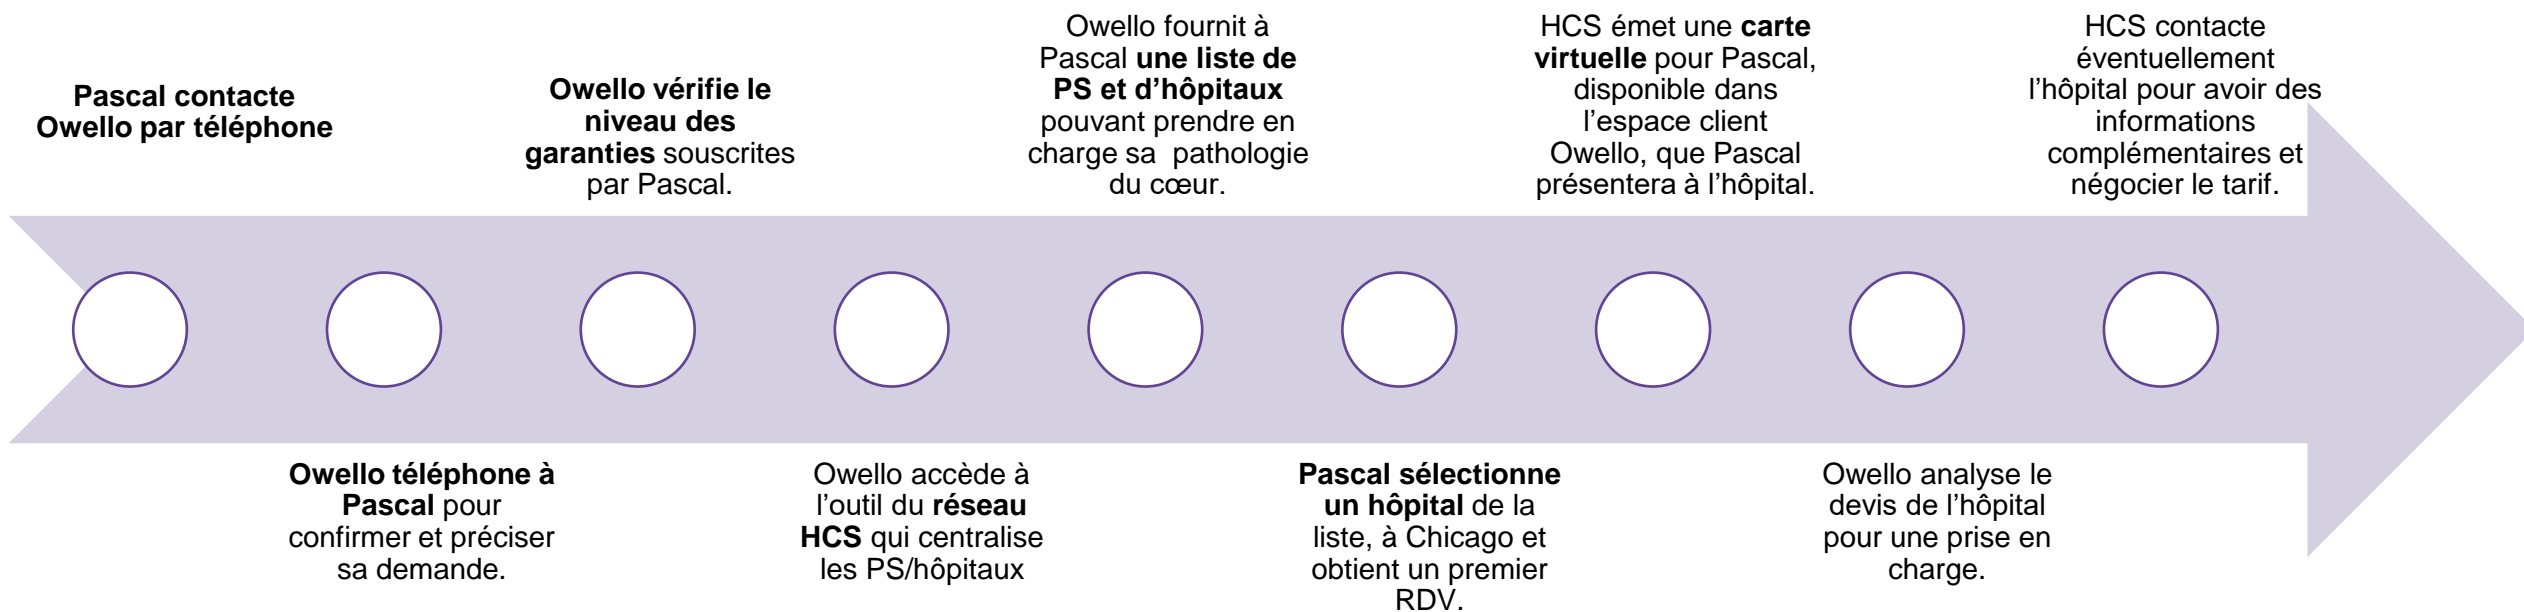 Pascal contacte
Owello par téléphone
Owello téléphone à
Pascal pour
confirmer et préciser
sa demande.
Owello vérifie le
niveau des
garanties souscrites
par Pascal.
Owello accède à
l’outil du réseau
HCS qui centralise
les PS/hôpitaux
Owello fournit à
Pascal une liste de
PS et d’hôpitaux
pouvant prendre en
charge sa  pathologie
du cœur.
Pascal sélectionne
un hôpital de la
liste, à Chicago et
obtient un premier
RDV.
HCS émet une carte
virtuelle pour Pascal,
disponible dans
l’espace client
Owello, que Pascal
présentera à l’hôpital.
Owello analyse le
devis de l’hôpital
pour une prise en
charge.
HCS contacte
éventuellement
l’hôpital pour avoir des
informations
complémentaires et
négocier le tarif.